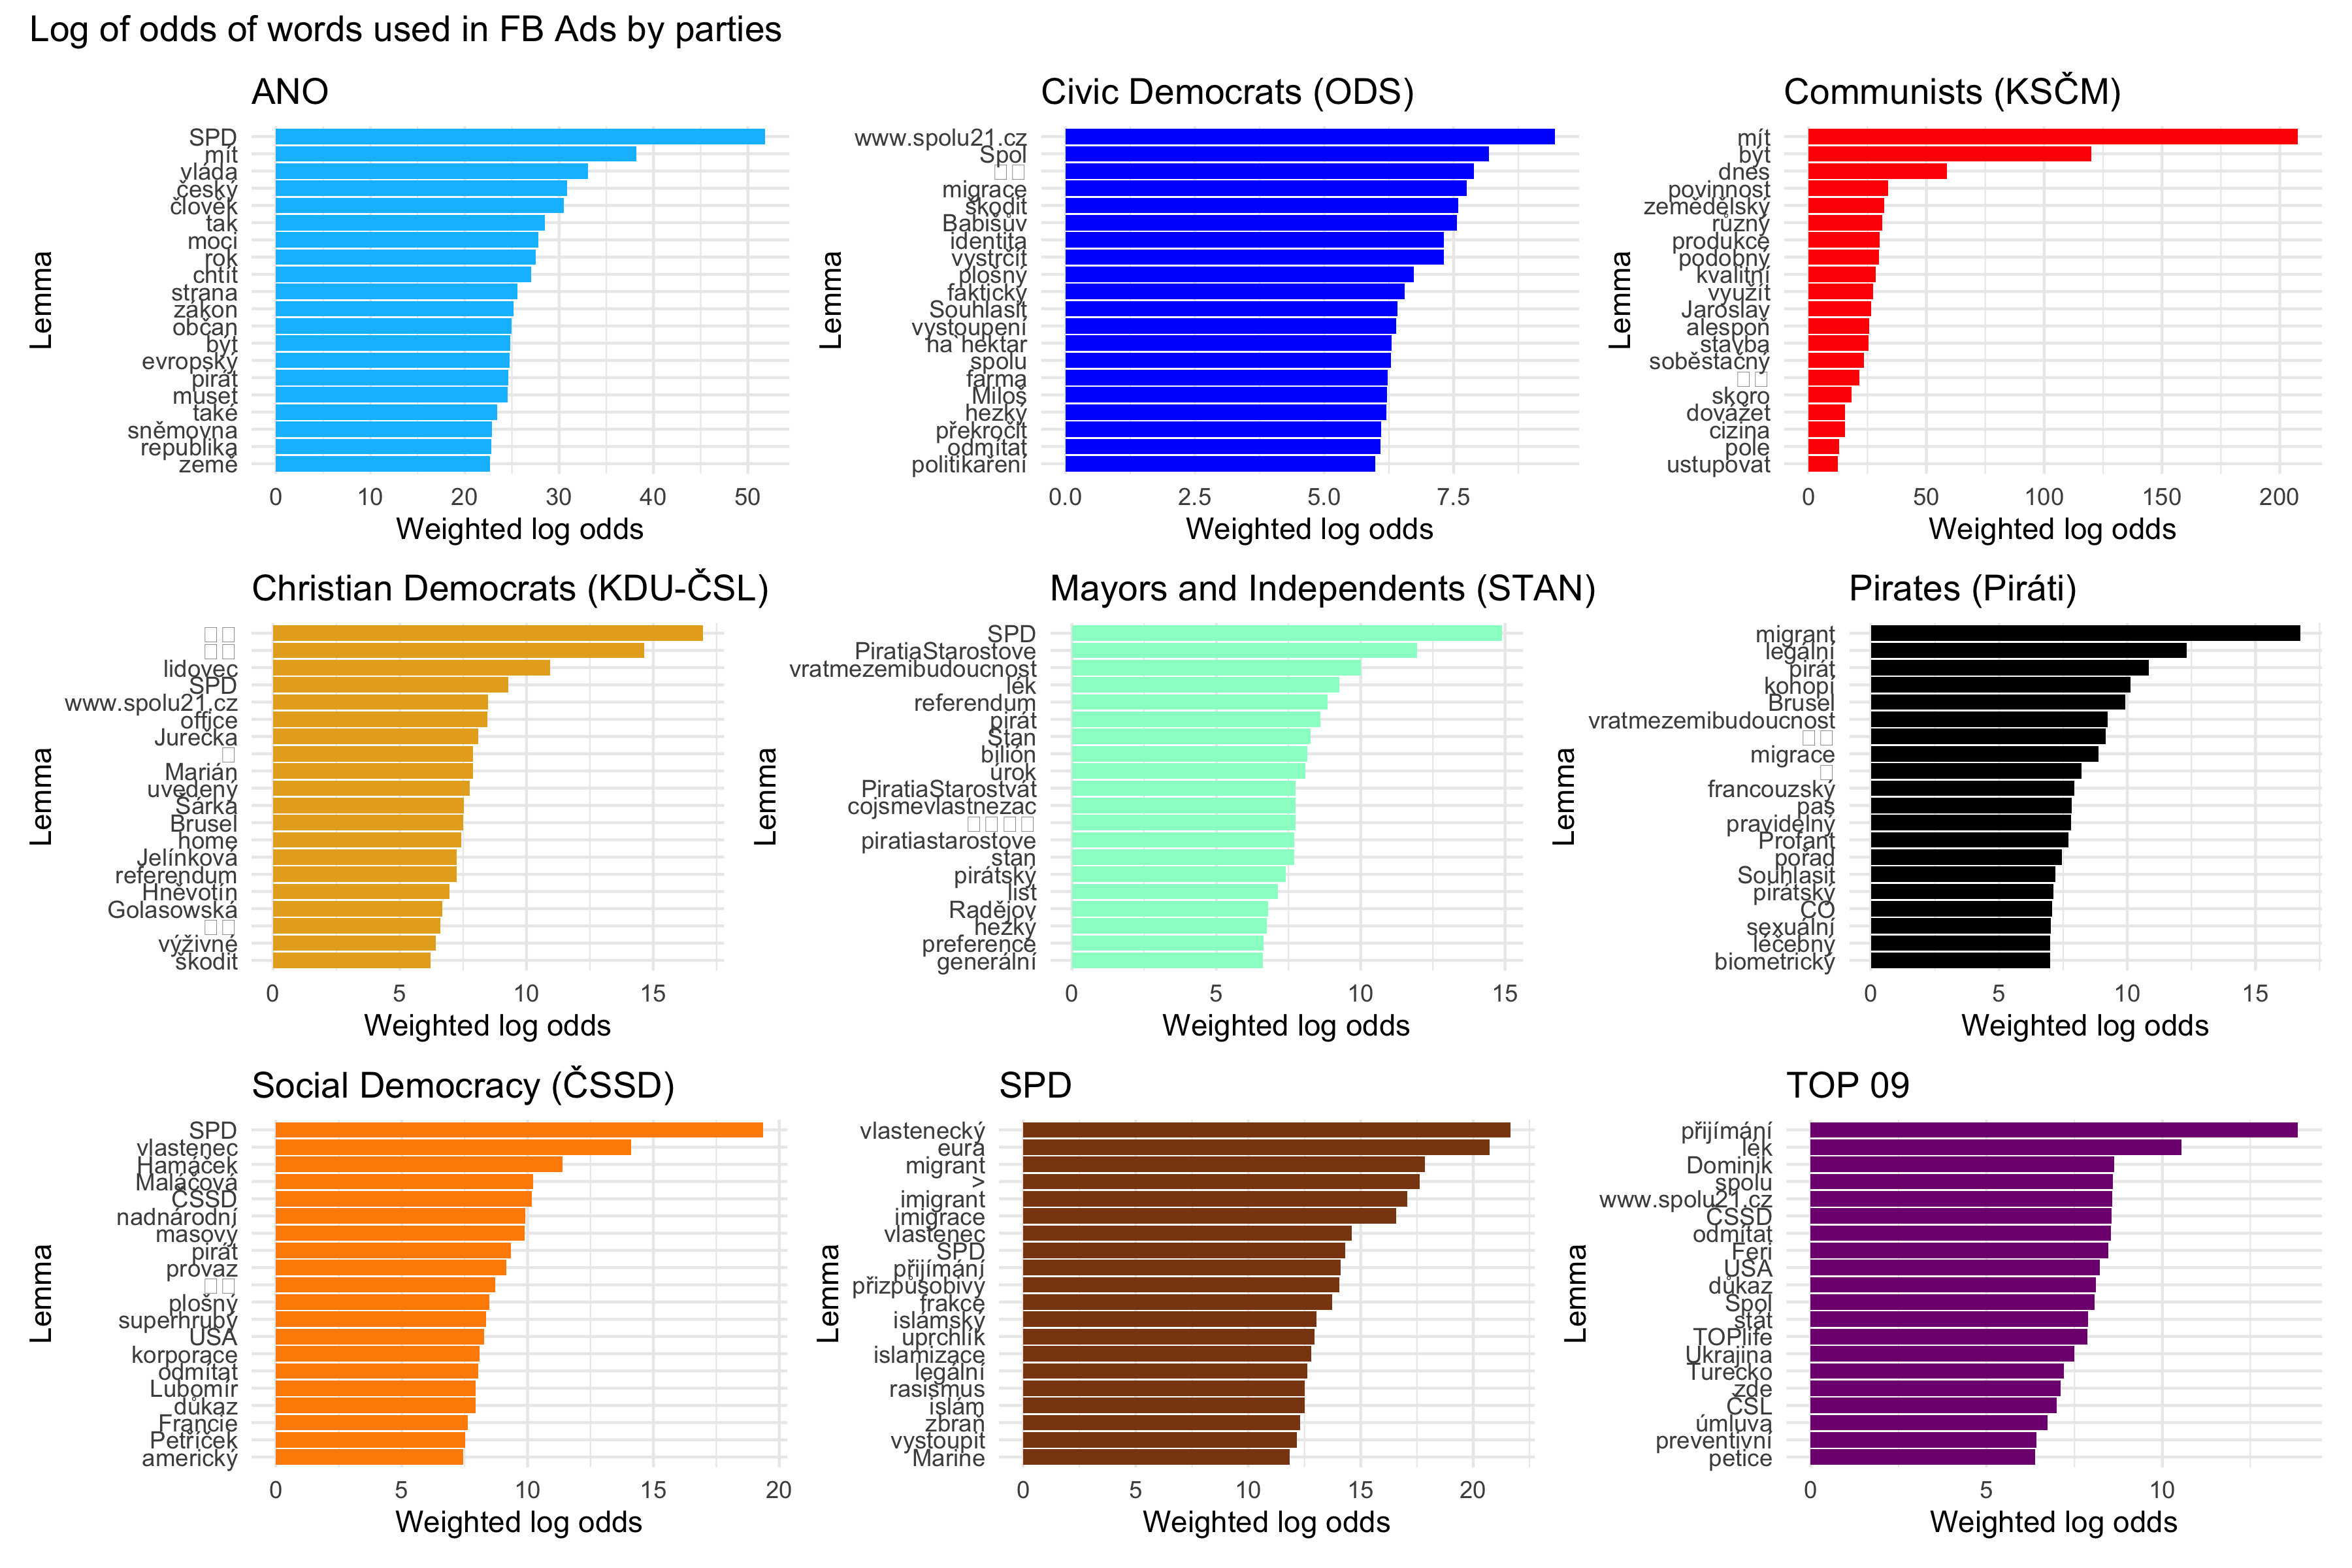 Log of odds of words used in FB Ads by parties
ANO
Lemma
SPD
mít
vláda
český
člověk
tak
moci
rok
chtít
strana
zákon
občan
být
evropský
pirát
muset
také
sněmovna
republika
země
0 10 20 30 40 50
Weighted log odds
Civic Democrats (ODS)
Lemma
www.spolu21.cz
Spol
migrace
škodit
Babišův
identita
vystrčit
plošný
faktický
Souhlasit
vystoupení
na hektar
spolu
farma
Miloš
hezký
překročit
odmítat
politikaření
0.0 2.5 5.0 7.5
Weighted log odds
Communists (KSČM)
Lemma
mít
být
dnes
povinnost
zemědělský
různý
produkce
podobný
kvalitní
využít
Jaroslav
alespoň
stavba
soběstačný
skoro
dovážet
cizina
pole
ustupovat
0 50 100 150 200
Weighted log odds
Christian Democrats (KDU-ČSL)
Lemma
lidovec
SPD
www.spolu21.cz
office
Jurečka
Marián
uvedený
Šárka
Brusel
home
Jelínková
referendum
Hněvotín
Golasowská
výživné
škodit
0 5 10 15
Weighted log odds
Mayors and Independents (STAN)
Lemma
SPD
PiratiaStarostove
vratmezemibudoucnost
lék
referendum
pirát
Stan
bilión
úrok
PiratiaStarostvát
cojsmevlastnezac
piratiastarostove
stan
pirátský
list
Radějov
hezký
preference
generální
0 5 10 15
Weighted log odds
Pirates (Piráti)
Lemma
migrant
legální
pirát
kohopí
Brusel
vratmezemibudoucnost
migrace
francouzský
pas
pravidelný
Profant
pořad
Souhlasit
pirátský
CO
sexuální
léčebný
biometrický
0 5 10 15
Weighted log odds
Social Democracy (ČSSD)
Lemma
SPD
vlastenec
Hamáček
Maláčová
ČSSD
nadnárodní
masový
pirát
provaz
plošný
superhrubý
USA
korporace
odmítat
Lubomír
důkaz
Francie
Petříček
americký
0 5 10 15 20
Weighted log odds
SPD
Lemma
vlastenecký
eura
migrant
>
imigrant
imigrace
vlastenec
SPD
přijímání
přizpůsobivý
frakce
islámský
uprchlík
islamizace
legální
rasismus
islám
zbraň
vystoupit
Marine
0 5 10 15 20
Weighted log odds
TOP 09
Lemma
přijímání
lék
Dominik
spolu
www.spolu21.cz
ČSSD
odmítat
Feri
USA
důkaz
Spol
stát
TOPlife
Ukrajina
Turecko
zde
ČSL
úmluva
preventivní
petice
0 5 10
Weighted log odds